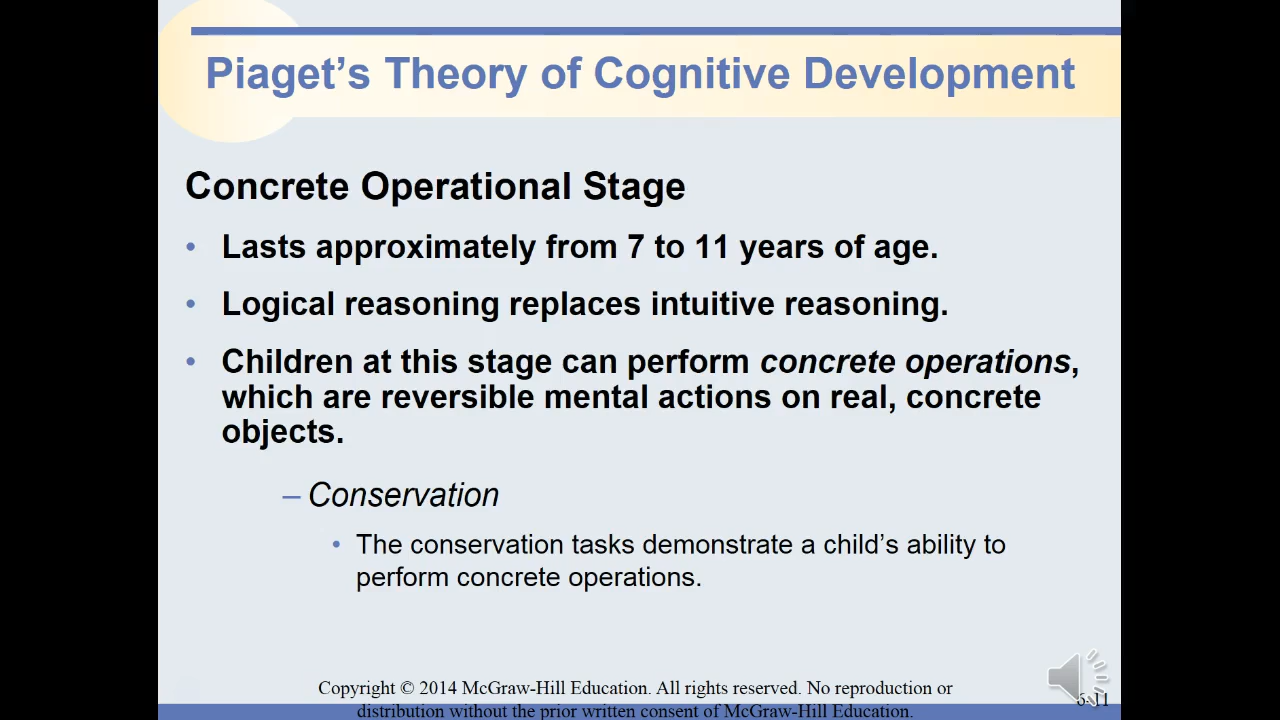 Piaget’s Theory of Cognitive Development
Concrete Operational Stage
• Lasts approximately from 7 to 11 years of age.
• Logical reasoning replaces intuitive reasoning.
• Children at this stage can perform concrete operations,
which are reversible mental actions on real, concrete
objects.
– Conservation
• The conservation tasks demonstrate a child’s ability to
perform concrete operations.
Copyright © 2014 McGraw-Hill Education. All rights reserved. No reproduction or
distribution without the prior written consent of McGraw-Hill Education.